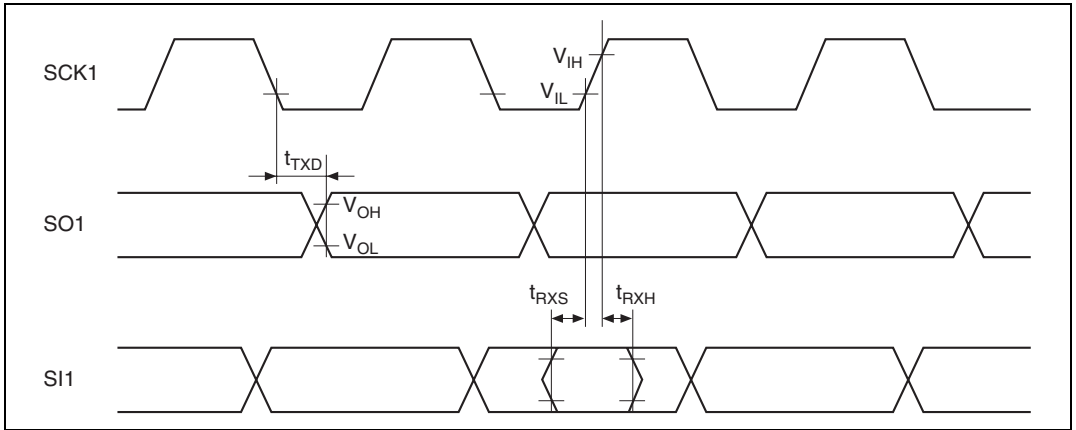 SCK1
V_IH
V_IL
t_TXD
SO1
V_OH
V_OL
t_RXS
t_RXH
SI1